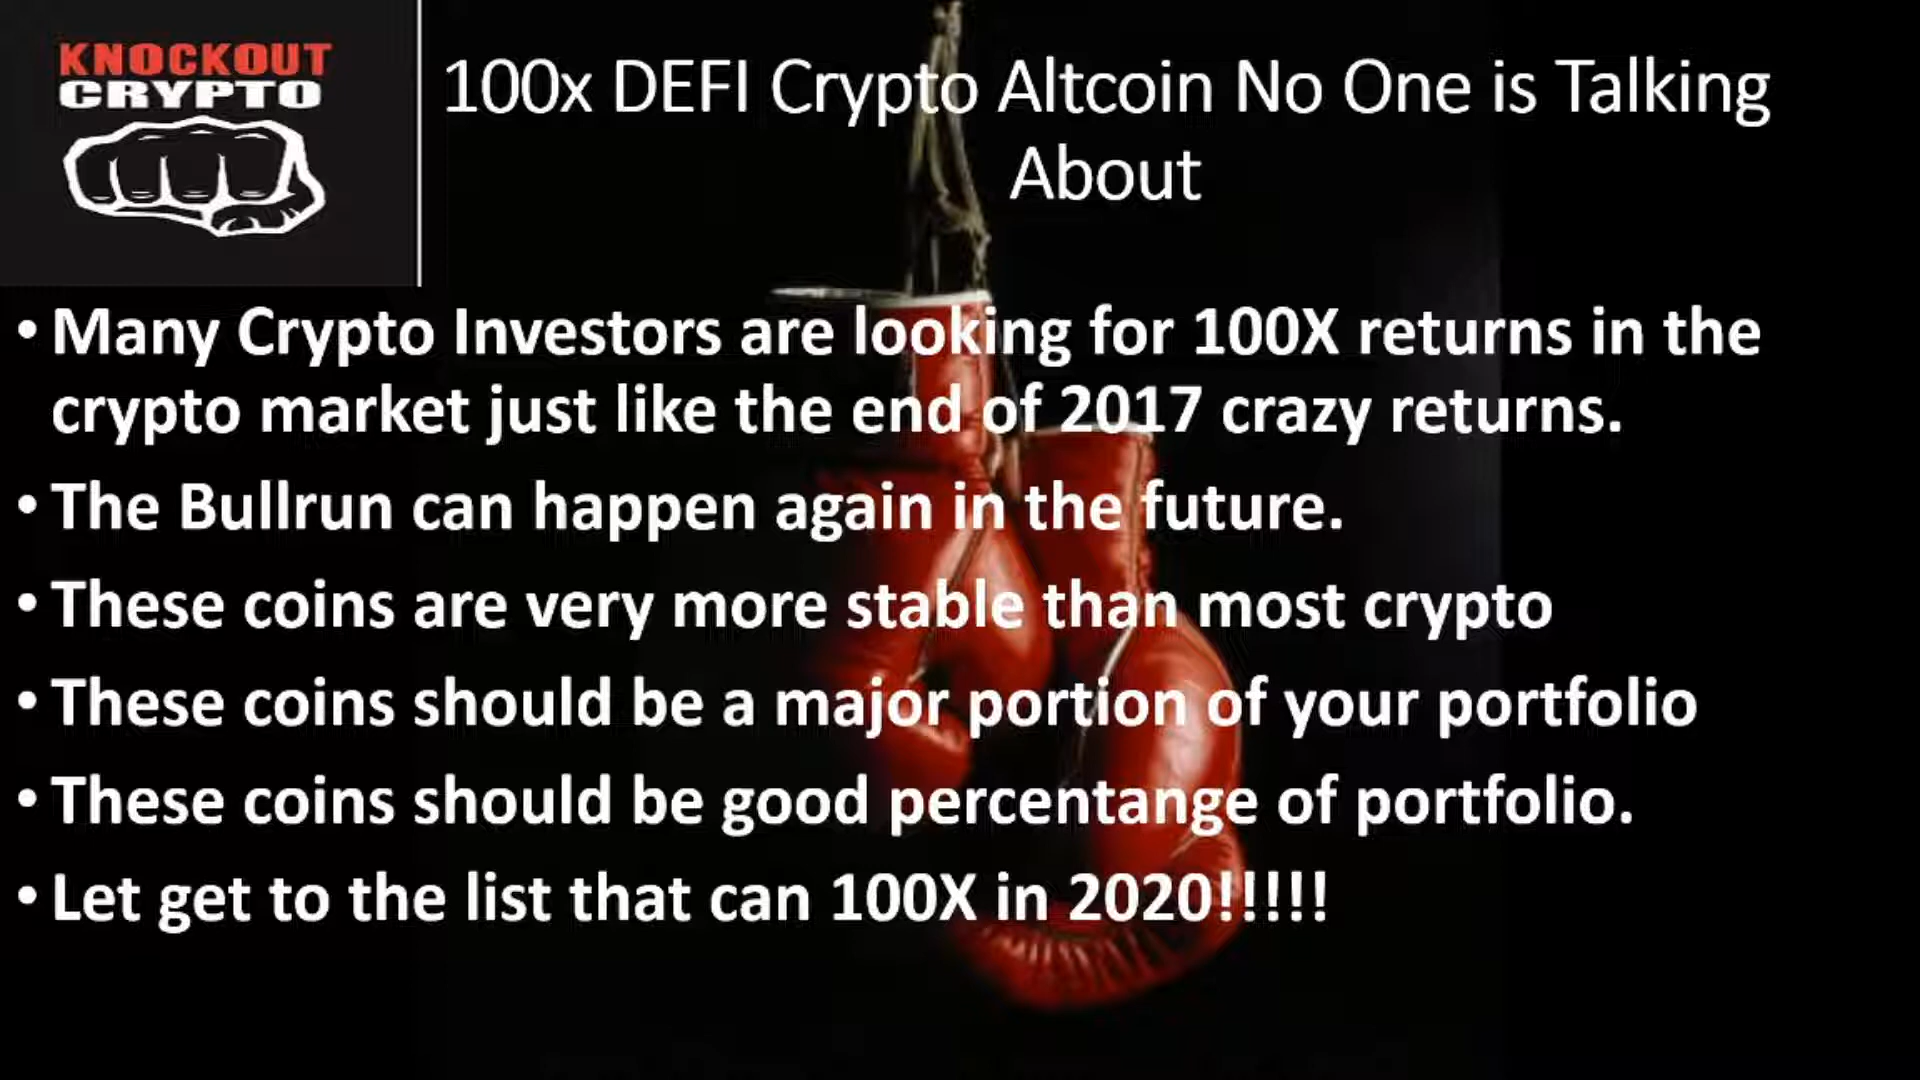 KNOCKOUT
CRYPTO
100x DEFI Crypto Altcoin No One is Talking
About
• Many Crypto Investors are looking for 100X returns in the
crypto market just like the end of 2017 crazy returns.
• The Bullrun can happen again in the future.
• These coins are very more stable than most crypto
• These coins should be a major portion of your portfolio
• These coins should be good percentange of portfolio.
• Let get to the list that can 100X in 2020!!!!!